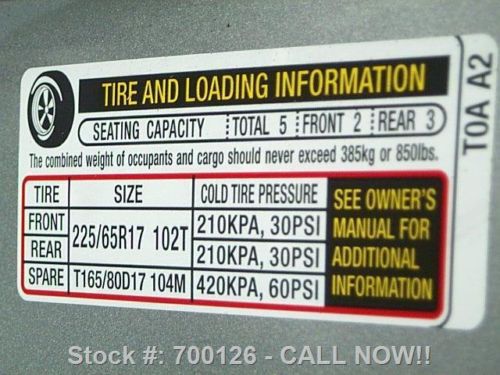 TIRE AND LOADING INFORMATION
SEATING CAPACITY TOTAL 5 FRONT 2 REAR 3
The combined weight of occupants and cargo should never exceed 385kg or 850lbs.
TIRE SIZE COLD TIRE PRESSURE
FRONT 225/65R17 102T 210KPA, 30PSI
REAR 210KPA, 30PSI
SPARE T165/80D17 104M 420KPA, 60PSI
SEE OWNER'S
MANUAL FOR
ADDITIONAL
INFORMATION
T0A A2
Stock #: 700126 - CALL NOW!!